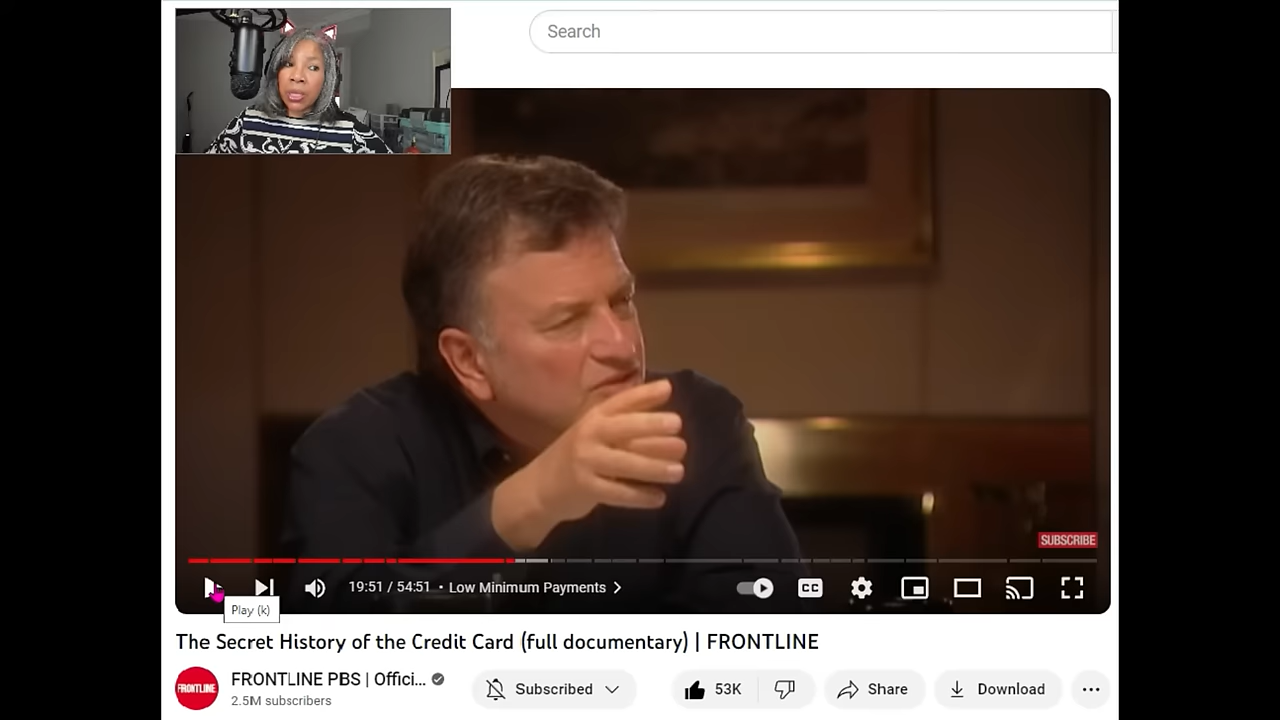 Search
SUBSCRIBE
19:51 / 54:51 • Low Minimum Payments
CC
Play (k)
The Secret History of the Credit Card (full documentary) | FRONTLINE
FRONTLINE
FRONTLINE PBS | Offici...
2.5M subscribers
Subscribed
53K
Share
Download